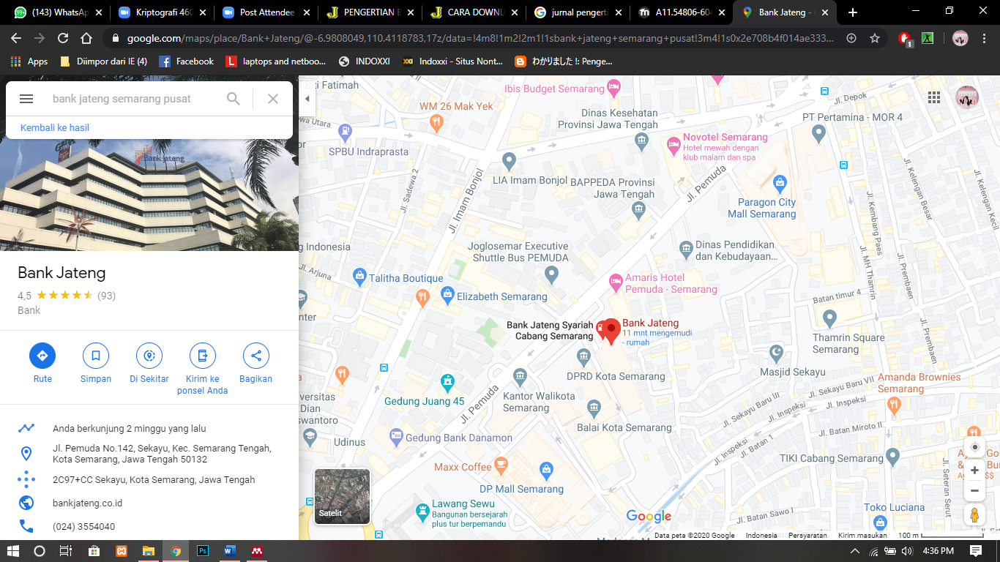 (143) WhatsAp
Kriptografi 460
Post Attendee
PENGERTIAN B
CARA DOWNL
jurnal pengerti
A11.54806-604
Bank Jateng - G
google.com/maps/place/Bank+Jateng/@-6.9808049,110.4118783,17z/data=!4m8!1m2!2m1!1sbank+jateng+semarang+pusat!3m4!1s0x2e708b4f014ae333...
1
Apps
Diimpor dari IE (4)
Facebook
laptops and netboo...
INDOXXI
Indoxxi - Situs Nont...
わかりました !: Penge...
bank jateng semarang pusat
Kembali ke hasil
Bank jateng
Bank Jateng
4,5 (93)
Bank
Rute
Simpan
Di Sekitar
Kirim ke
ponsel Anda
Bagikan
Anda berkunjung 2 minggu yang lalu
Jl. Pemuda No.142, Sekayu, Kec. Semarang Tengah,
Kota Semarang, Jawa Tengah 50132
2C97+CC Sekayu, Kota Semarang, Jawa Tengah
bankjateng.co.id
(024) 3554040
ti Fatimah
Ibis Budget Semarang
Jl. Depok
WM 26 Mak Yek
Dinas Kesehatan
Provinsi Jawa Tengah
PT Pertamina - MOR 4
wa Utara
SPBU Indraprasta
Novotel Semarang
Hotel mewah dengan
klub malam dan spa
LIA Imam Bonjol
BAPPEDA Provinsi
Jawa Tengah
Jl. Sadewa 2
Jl. Imam Bonjol
Jl. Pemuda
Paragon City
Mall Semarang
Jl. Kembang Paes
Jl. Kelengan Besar
Jl. Kelengan Kecil
g Indonesia
Joglosemar Executive
Shuttle Bus PEMUDA
Dinas Pendidikan
dan Kebudayaan...
Jl. Arjuna
Talitha Boutique
Amaris Hotel
Pemuda - Semarang
Jl. MH Thamrin
Jl. Prembaen
Elizabeth Semarang
Batan timur 4
nter
Bank Jateng Syariah
Cabang Semarang
Bank Jateng
11 mnt mengemudi
- rumah
Thamrin Square
Semarang
Jl. Prembaen
DPRD Kota Semarang
Masjid Sekayu
Amanda Brownies
Semarang
Jl. Sekayu Baru VII
Jl. Sekayu Baru III
Jl. Inspeksi
Jl. Inspeksi
Gedung Juang 45
Kantor Walikota
Semarang
Jl. Pemuda
versitas
Dian
swantoro
Balai Kota Semarang
Jl. Batan Miroto II
Udinus
Gedung Bank Danamon
Jl. Inspeksi
Jl. Batan 1
Maxx Coffee
TIKI Cabang Semarang
DP Mall Semarang
Jl. Seteran Serut
Lawang Sewu
Bangunan bersejarah
plus tur berpemandu
Jl. Batan Sawo I
Toko Luciana
Satelit
Google
Data peta ©2020 Google
Indonesia
Persyaratan
Kirim masukan
100 m
4:36 PM